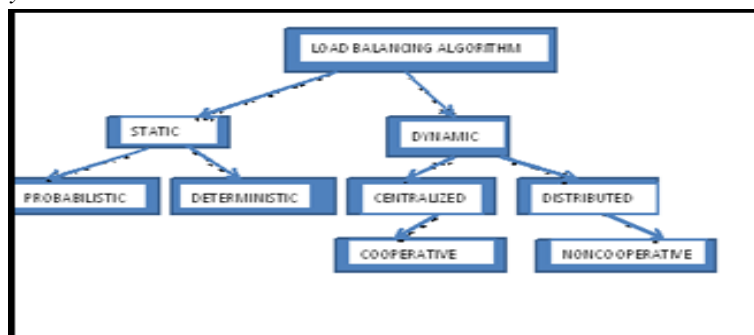 LOAD BALANCING ALGORITHM
STATIC
DYNAMIC
PROBABILISTIC
DETERMINISTIC
CENTRALIZED
DISTRIBUTED
COOPERATIVE
NONCOOPERATIVE